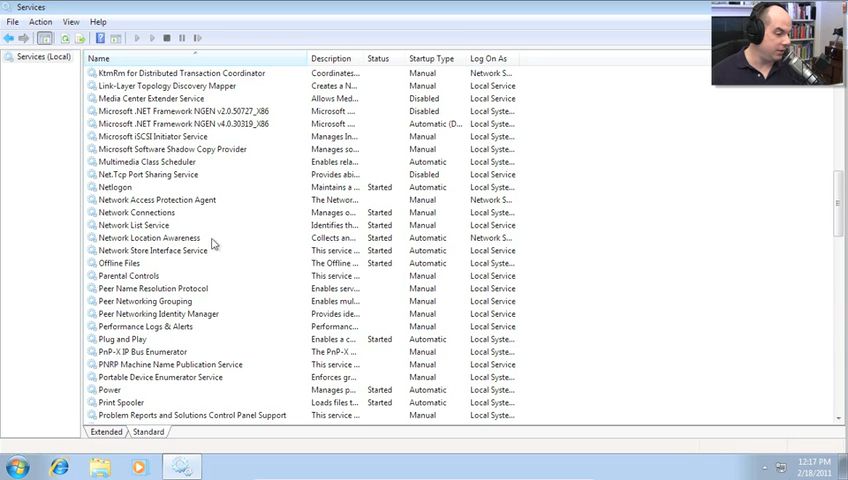 Services
File Action View Help
Services (Local)
Name Description Status Startup Type Log On As
KtmRm for Distributed Transaction Coordinator Coordinates... Manual Network S...
Link-Layer Topology Discovery Mapper Creates a N... Manual Local Service
Media Center Extender Service Allows Med... Disabled Local Service
Microsoft .NET Framework NGEN v2.0.50727_X86 Microsoft .... Disabled Local Syste...
Microsoft .NET Framework NGEN v4.0.30319_X86 Microsoft .... Automatic (D... Local Syste...
Microsoft iSCSI Initiator Service Manages In... Manual Local Syste...
Microsoft Software Shadow Copy Provider Manages so... Manual Local Syste...
Multimedia Class Scheduler Enables rela... Automatic Local Syste...
Net.Tcp Port Sharing Service Provides abi... Disabled Local Service
Netlogon Maintains a ... Started Automatic Local Syste...
Network Access Protection Agent The Networ... Manual Network S...
Network Connections Manages o... Started Manual Local Syste...
Network List Service Identifies th... Started Manual Local Service
Network Location Awareness Collects an... Started Automatic Network S...
Network Store Interface Service This service ... Started Automatic Local Service
Offline Files The Offline ... Started Automatic Local Syste...
Parental Controls This service ... Manual Local Service
Peer Name Resolution Protocol Enables serv... Manual Local Service
Peer Networking Grouping Enables mul... Manual Local Service
Peer Networking Identity Manager Provides ide... Manual Local Service
Performance Logs & Alerts Performanc... Manual Local Service
Plug and Play Enables a c... Started Automatic Local Syste...
PnP-X IP Bus Enumerator The PnP-X ... Manual Local Syste...
PNRP Machine Name Publication Service This service ... Manual Local Service
Portable Device Enumerator Service Enforces gr... Manual Local Syste...
Power Manages p... Started Automatic Local Syste...
Print Spooler Loads files t... Started Automatic Local Syste...
Problem Reports and Solutions Control Panel Support This service ... Manual Local Syste...
Extended Standard
12:17 PM
2/18/2011